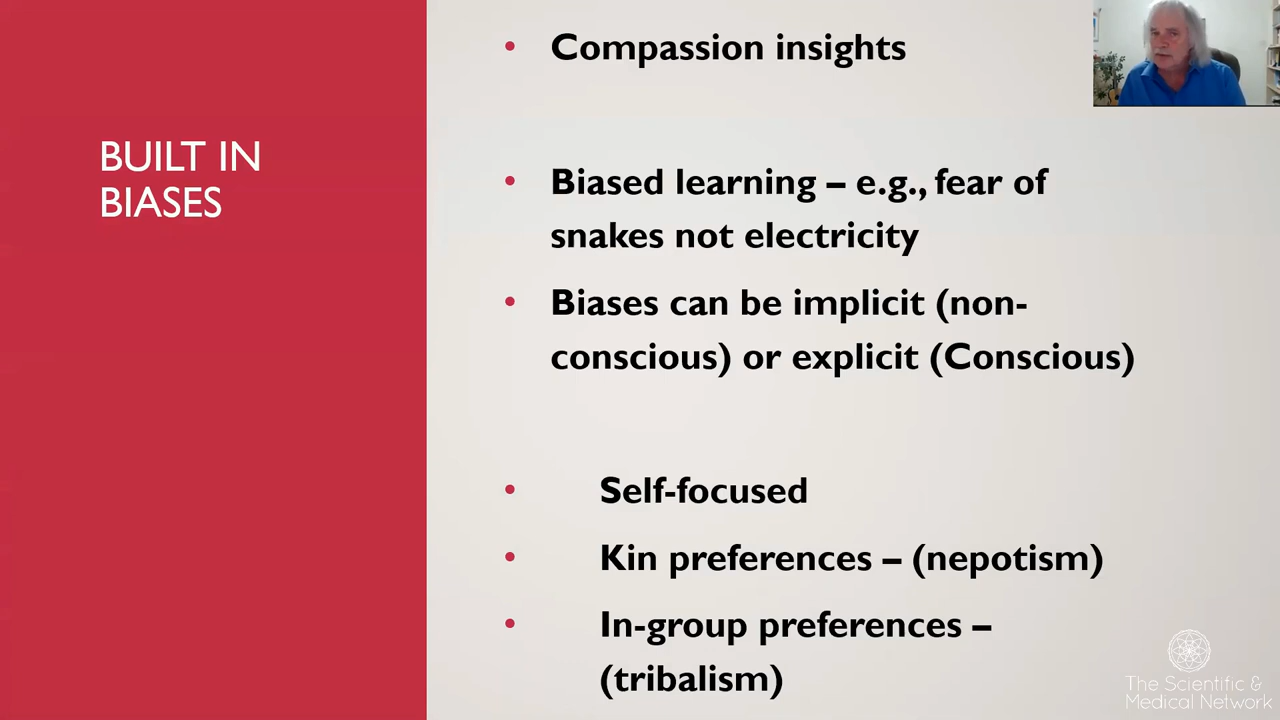 BUILT IN
BIASES
• Compassion insights
• Biased learning – e.g., fear of
snakes not electricity
• Biases can be implicit (non-
conscious) or explicit (Conscious)
• Self-focused
• Kin preferences – (nepotism)
• In-group preferences –
(tribalism)
The Scientific &
Medical Network